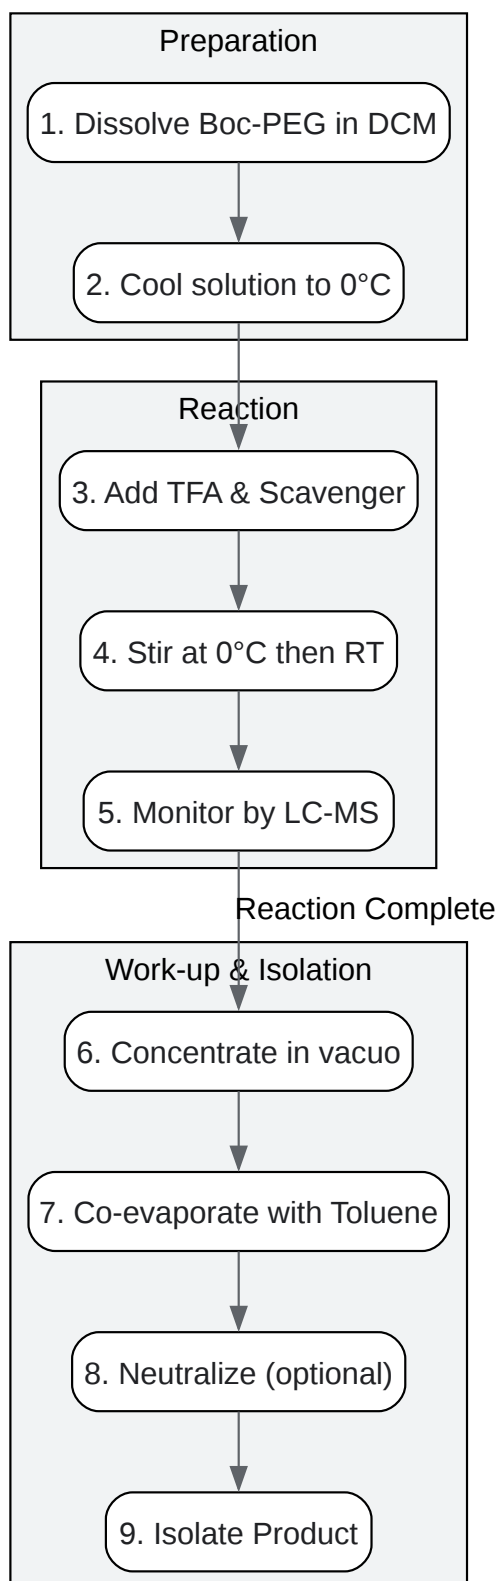 Preparation
1. Dissolve Boc-PEG in DCM
2. Cool solution to 0°C
Reaction
3. Add TFA & Scavenger
4. Stir at 0°C then RT
5. Monitor by LC-MS
Reaction Complete
Work-up & Isolation
6. Concentrate in vacuo
7. Co-evaporate with Toluene
8. Neutralize (optional)
9. Isolate Product